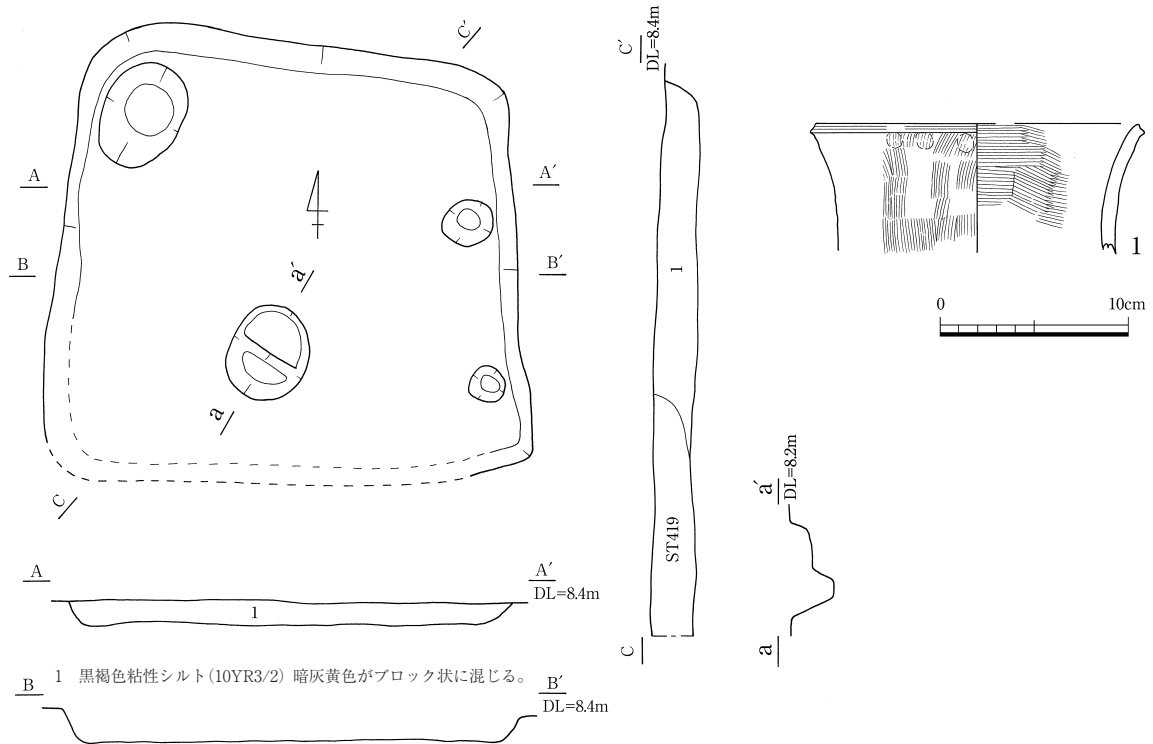 C′
A
A′
B
B′
a′
a
C
C′
DL=8.4m
1
ST419
C
1
0
10cm
a′
DL=8.2m
a
A
A′
DL=8.4m
1
1 黒褐色粘性シルト(10YR3/2) 暗灰黄色がブロック状に混じる。
B
B′
DL=8.4m